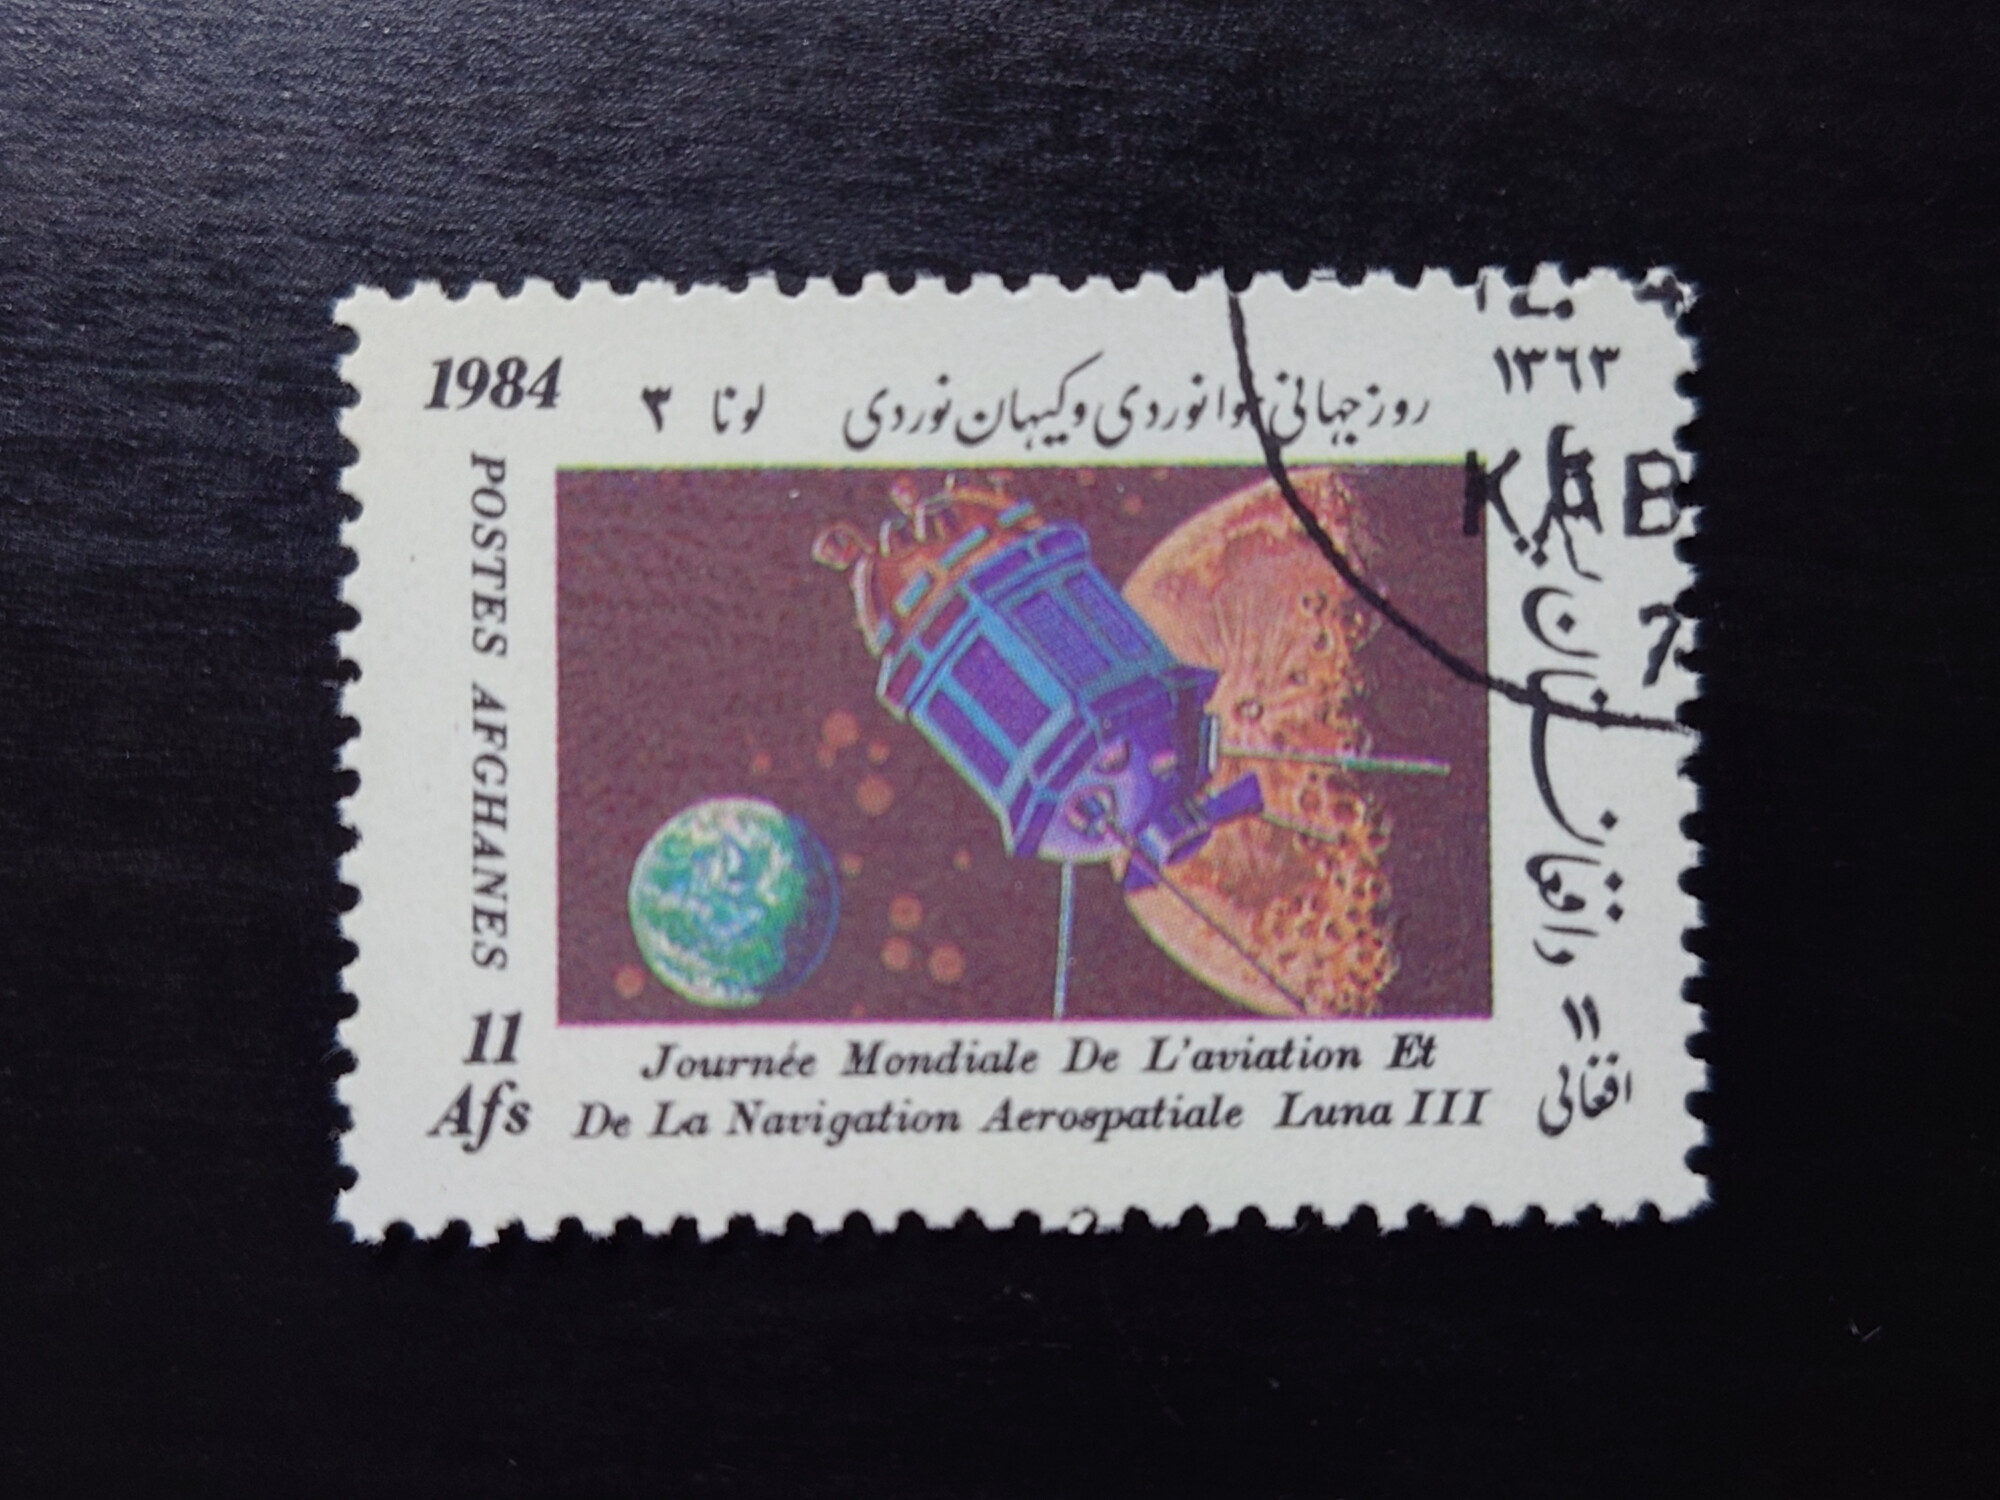 1984
لونا ۳
روز جهانی هوانوردی و کیهان نوردی
۱۳۶۳
POSTES AFGHANES
11
Afs
Journée Mondiale De L'aviation Et
De La Navigation Aerospatiale Luna III
د افغانستان
۱۱
افغانی